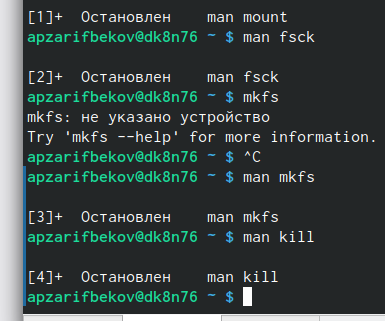 [1]+  Остановлен    man mount
apzarifbekov@dk8n76 ~ $ man fsck
[2]+  Остановлен    man fsck
apzarifbekov@dk8n76 ~ $ mkfs
mkfs: не указано устройство
Try 'mkfs --help' for more information.
apzarifbekov@dk8n76 ~ $ ^C
apzarifbekov@dk8n76 ~ $ man mkfs
[3]+  Остановлен    man mkfs
apzarifbekov@dk8n76 ~ $ man kill
[4]+  Остановлен    man kill
apzarifbekov@dk8n76 ~ $